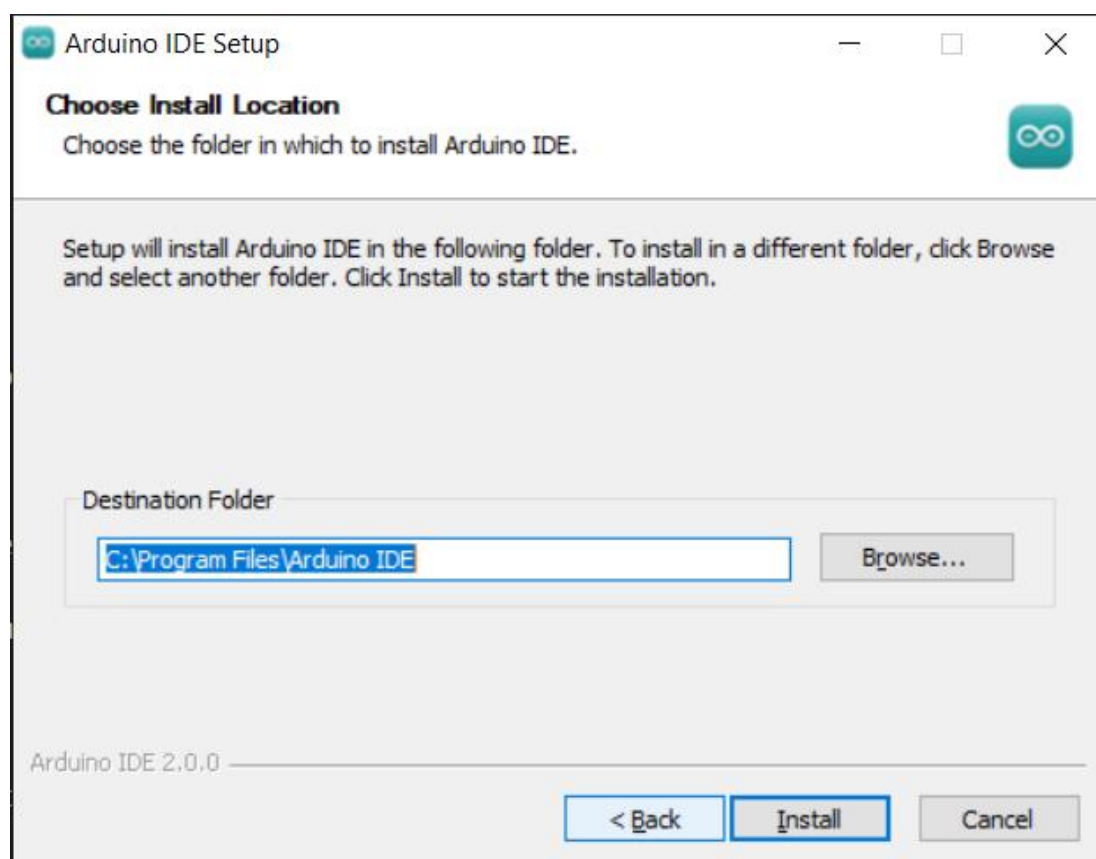 Arduino IDE Setup
Choose Install Location
Choose the folder in which to install Arduino IDE.
Setup will install Arduino IDE in the following folder. To install in a different folder, click Browse
and select another folder. Click Install to start the installation.
Destination Folder
C:\Program Files\Arduino IDE
Browse...
Arduino IDE 2.0.0
< Back
Install
Cancel